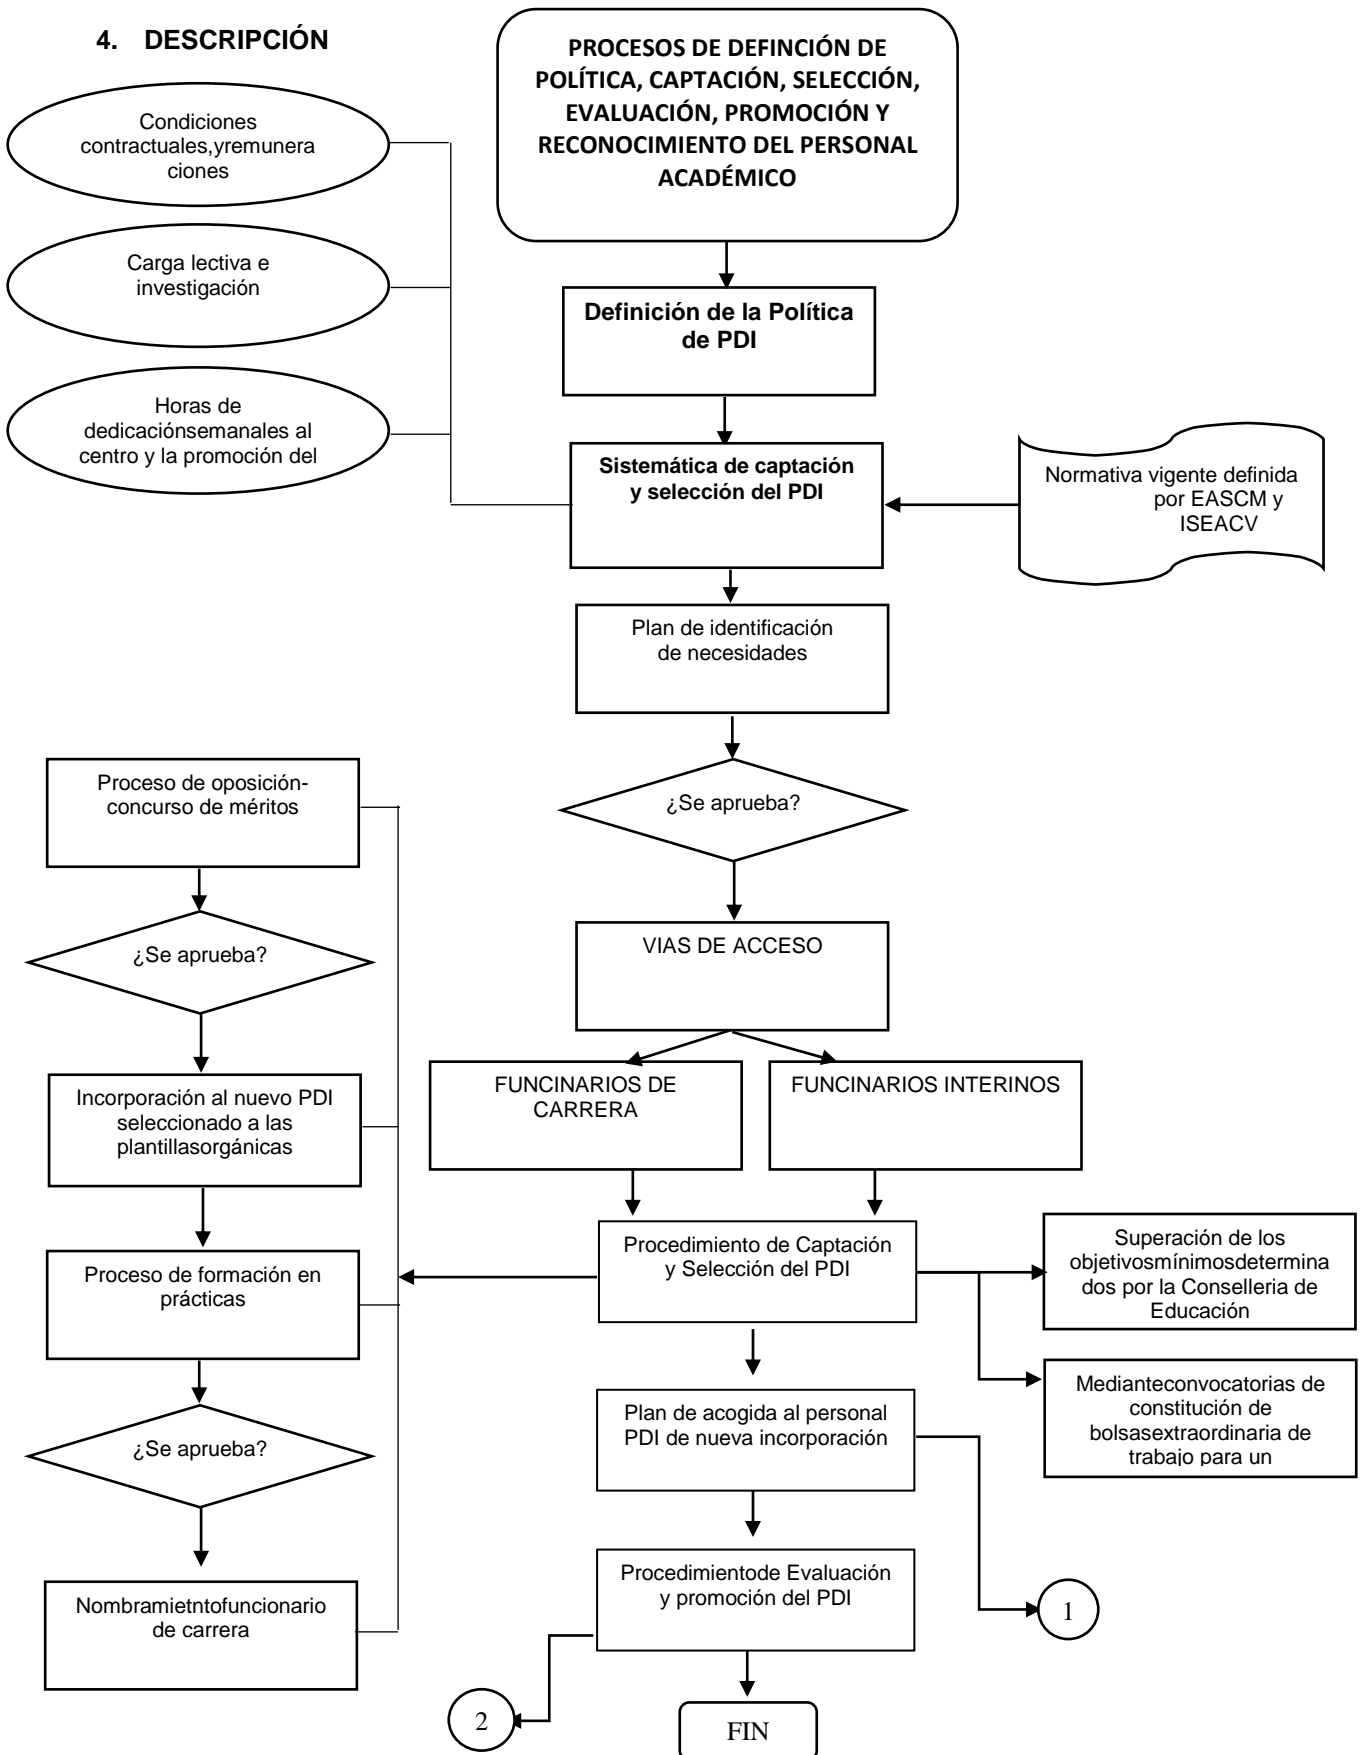 4. DESCRIPCIÓN
PROCESOS DE DEFINCIÓN DE
POLÍTICA, CAPTACIÓN, SELECCIÓN,
EVALUACIÓN, PROMOCIÓN Y
RECONOCIMIENTO DEL PERSONAL
ACADÉMICO
Condiciones
contractuales,yremunera
ciones
Carga lectiva e
investigación
Horas de
dedicaciónsemanales al
centro y la promoción del
Definición de la Política
de PDI
Sistemática de captación
y selección del PDI
Normativa vigente definida
por EASCM y
ISEACV
Plan de identificación
de necesidades
¿Se aprueba?
VIAS DE ACCESO
FUNCINARIOS DE
CARRERA
FUNCINARIOS INTERINOS
Proceso de oposición-
concurso de méritos
¿Se aprueba?
Incorporación al nuevo PDI
seleccionado a las
plantillasorgánicas
Proceso de formación en
prácticas
¿Se aprueba?
Nombramietntofuncionario
de carrera
Procedimiento de Captación
y Selección del PDI
Superación de los
objetivosmínimosdetermina
dos por la Conselleria de
Educación
Medianteconvocatorias de
constitución de
bolsasextraordinaria de
trabajo para un
Plan de acogida al personal
PDI de nueva incorporación
Procedimientode Evaluación
y promoción del PDI
1
2
FIN